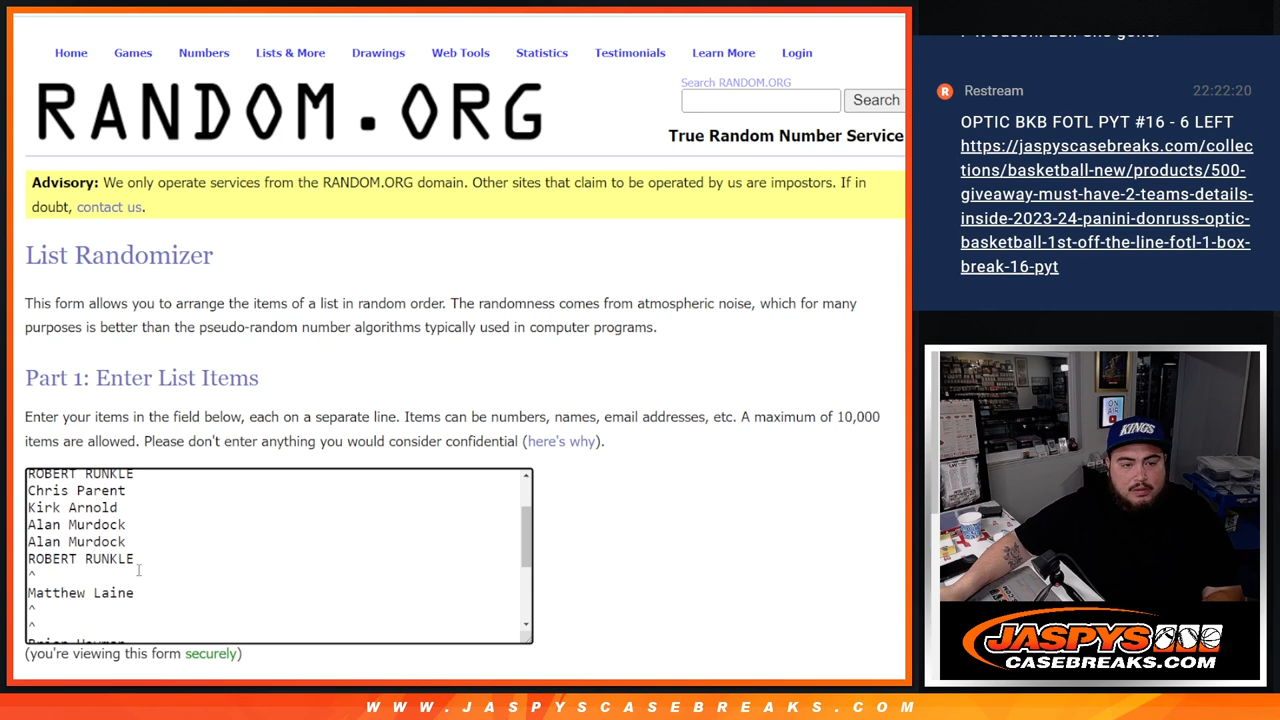 Home Games Numbers Lists & More Drawings Web Tools Statistics Testimonials Learn More Login
RANDOM.ORG
Search RANDOM.ORG
Search
True Random Number Service
Advisory: We only operate services from the RANDOM.ORG domain. Other sites that claim to be operated by us are impostors. If in
doubt, contact us.
List Randomizer
This form allows you to arrange the items of a list in random order. The randomness comes from atmospheric noise, which for many
purposes is better than the pseudo-random number algorithms typically used in computer programs.
Part 1: Enter List Items
Enter your items in the field below, each on a separate line. Items can be numbers, names, email addresses, etc. A maximum of 10,000
items are allowed. Please don't enter anything you would consider confidential (here's why).
ROBERT RUNKLE
Chris Parent
Kirk Arnold
Alan Murdock
Alan Murdock
ROBERT RUNKLE
^
Matthew Laine
^
^
(you're viewing this form securely)
R Restream 22:22:20
OPTIC BKB FOTL PYT #16 - 6 LEFT
https://jaspyscasebreaks.com/collec
tions/basketball-new/products/500-
giveaway-must-have-2-teams-details-
inside-2023-24-panini-donruss-optic-
basketball-1st-off-the-line-fotl-1-box-
break-16-pyt
KINGS
ON
AIR
JASPYS
CASEBREAKS.COM
WWW.JASPYSCASEBREAKS.COM